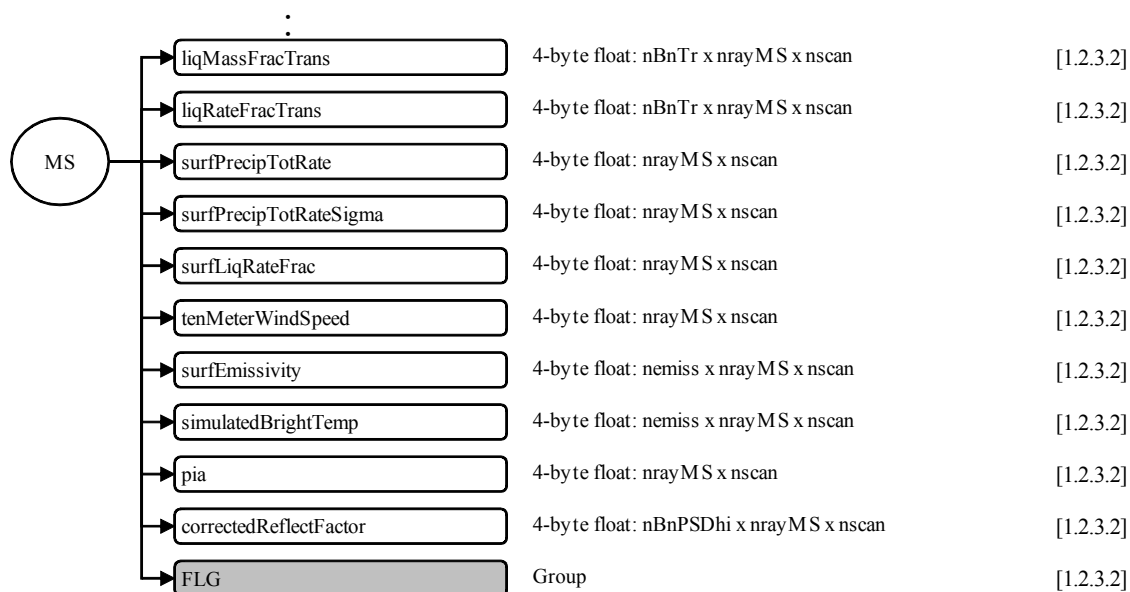 liqMassFracTrans 4-byte float: nBnTr x nrayMS x nscan [1.2.3.2]
liqRateFracTrans 4-byte float: nBnTr x nrayMS x nscan [1.2.3.2]
MS
surfPrecipTotRate 4-byte float: nrayMS x nscan [1.2.3.2]
surfPrecipTotRateSigma 4-byte float: nrayMS x nscan [1.2.3.2]
surfLiqRateFrac 4-byte float: nrayMS x nscan [1.2.3.2]
tenMeterWindSpeed 4-byte float: nrayMS x nscan [1.2.3.2]
surfEmissivity 4-byte float: nemiss x nrayMS x nscan [1.2.3.2]
simulatedBrightTemp 4-byte float: nemiss x nrayMS x nscan [1.2.3.2]
pia 4-byte float: nrayMS x nscan [1.2.3.2]
correctedReflectFactor 4-byte float: nBnPSDhi x nrayMS x nscan [1.2.3.2]
FLG Group [1.2.3.2]